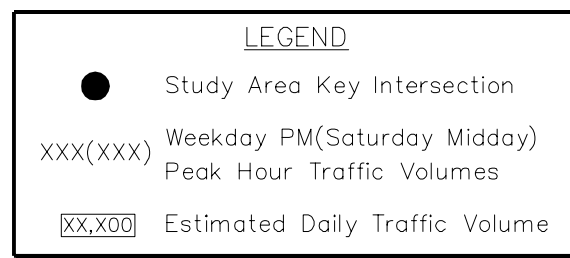 LEGEND
Study Area Key Intersection
XXX(XXX) Weekday PM(Saturday Midday)
Peak Hour Traffic Volumes
XX,X00 Estimated Daily Traffic Volume